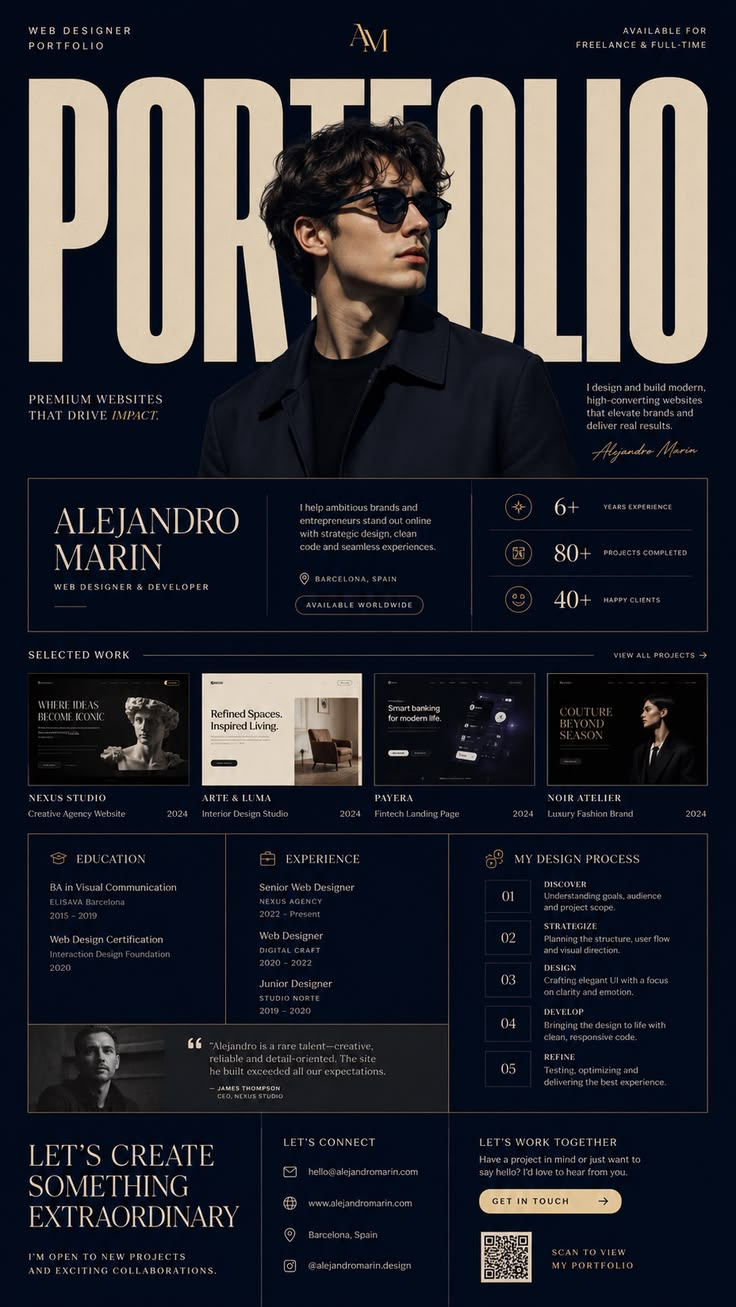 WEB DESIGNER
PORTFOLIO
AM
AVAILABLE FOR
FREELANCE & FULL-TIME
PORTFOLIO
PREMIUM WEBSITES
THAT DRIVE IMPACT.
I design and build modern,
high-converting websites
that elevate brands and
deliver real results.
Alejandro Marin
ALEJANDRO
MARIN
WEB DESIGNER & DEVELOPER
I help ambitious brands and
entrepreneurs stand out online
with strategic design, clean
code and seamless experiences.
BARCELONA, SPAIN
AVAILABLE WORLDWIDE
6+ YEARS EXPERIENCE
80+ PROJECTS COMPLETED
40+ HAPPY CLIENTS
SELECTED WORK
VIEW ALL PROJECTS →
WHERE IDEAS
BECOME ICONIC
NEXUS STUDIO
Creative Agency Website 2024
Refined Spaces.
Inspired Living.
ARTE & LUMA
Interior Design Studio 2024
Smart banking
for modern life.
PAYERA
Fintech Landing Page 2024
COUTURE
BEYOND
SEASON
NOIR ATELIER
Luxury Fashion Brand 2024
EDUCATION
BA in Visual Communication
ELISAVA Barcelona
2015 – 2019
Web Design Certification
Interaction Design Foundation
2020
EXPERIENCE
Senior Web Designer
NEXUS AGENCY
2022 – Present
Web Designer
DIGITAL CRAFT
2020 – 2022
Junior Designer
STUDIO NORTE
2019 – 2020
MY DESIGN PROCESS
01
DISCOVER
Understanding goals, audience
and project scope.
02
STRATEGIZE
Planning the structure, user flow
and visual direction.
03
DESIGN
Crafting elegant UI with a focus
on clarity and emotion.
04
DEVELOP
Bringing the design to life with
clean, responsive code.
05
REFINE
Testing, optimizing and
delivering the best experience.
“Alejandro is a rare talent—creative,
reliable and detail-oriented. The site
he built exceeded all our expectations.
— JAMES THOMPSON
CEO, NEXUS STUDIO
LET’S CREATE
SOMETHING
EXTRAORDINARY
I’M OPEN TO NEW PROJECTS
AND EXCITING COLLABORATIONS.
LET’S CONNECT
hello@alejandromarin.com
www.alejandromarin.com
Barcelona, Spain
@alejandromarin.design
LET’S WORK TOGETHER
Have a project in mind or just want to
say hello? I’d love to hear from you.
GET IN TOUCH →
SCAN TO VIEW
MY PORTFOLIO